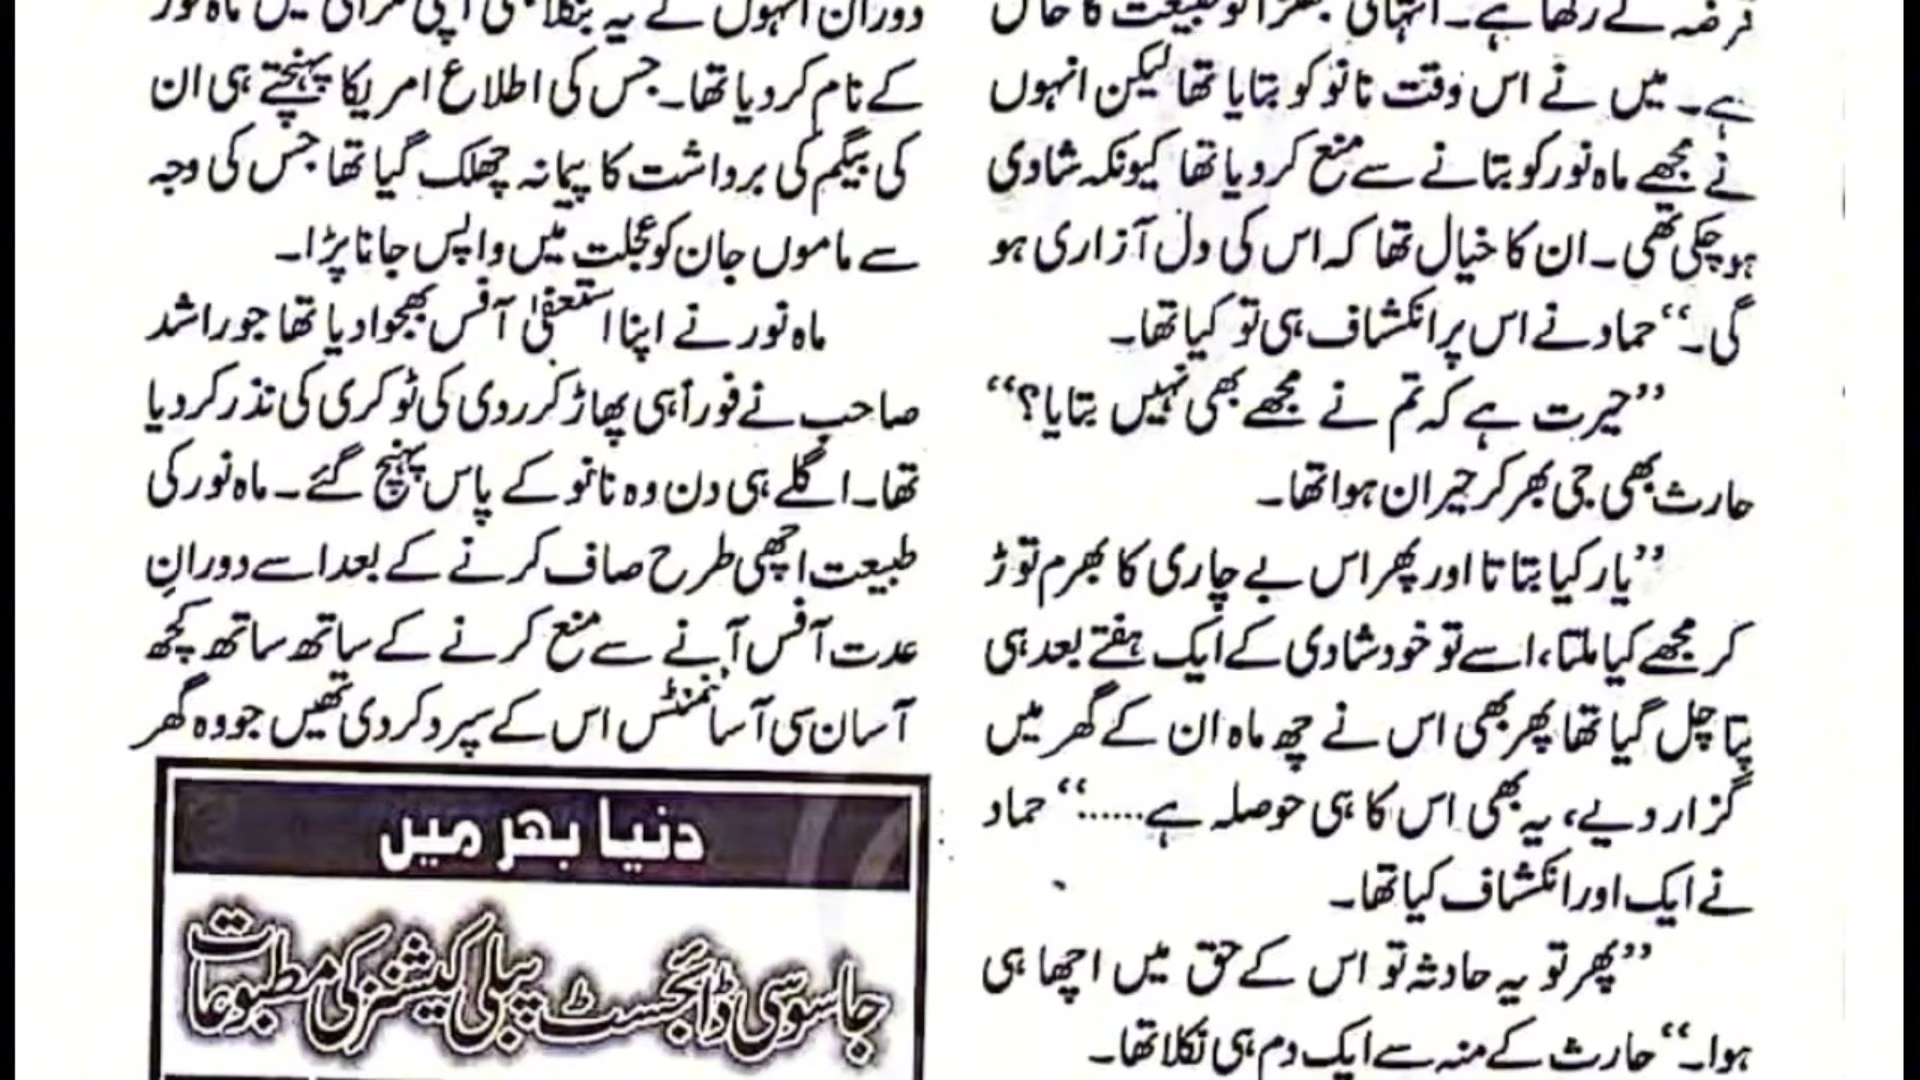 قرضہ لے رکھا ہے۔ انتہائی جھگڑالو طبیعت کا حامل
ہے۔ میں نے اس وقت نانو کو بتایا تھا لیکن انہوں
نے مجھے ماہ نور کو بتانے سے منع کر دیا تھا کیونکہ شادی
ہو چکی تھی۔ ان کا خیال تھا کہ اس کی دل آزاری ہو
گی۔“ حماد نے اس پر انکشاف ہی تو کیا تھا۔
”حیرت ہے کہ تم نے مجھے بھی نہیں بتایا؟“
حارث بھی جی بھر کر حیران ہوا تھا۔
”یار کیا بتاتا اور پھر اس بے چاری کا بھرم توڑ
کر مجھے کیا ملتا، اسے تو خود شادی کے ایک ہفتے بعد ہی
پتا چل گیا تھا پھر بھی اس نے چھ ماہ ان کے گھر میں
گزار دیے، یہ بھی اس کا ہی حوصلہ ہے......“ حماد
نے ایک اور انکشاف کیا تھا۔
”پھر تو یہ حادثہ تو اس کے حق میں اچھا ہی
ہوا۔“ حارث کے منہ سے ایک دم ہی نکلا تھا۔
دوران انہوں نے یہ بنگلا بھی اپنی میں ماہ نور
کے نام کر دیا تھا۔ جس کی اطلاع امریکا پہنچتے ہی ان
کی بیگم کی برداشت کا پیمانہ چھلک گیا تھا جس کی وجہ
سے ماموں جان کو عجلت میں واپس جانا پڑا۔
ماہ نور نے اپنا استعفیٰ آفس بھجوا دیا تھا جو راشد
صاحب نے فوراً ہی پھاڑ کر ردی کی ٹوکری کی نذر کر دیا
تھا۔ اگلے ہی دن وہ نانو کے پاس پہنچ گئے۔ ماہ نور کی
طبیعت اچھی طرح صاف کرنے کے بعد اسے دورانِ
عدت آفس آنے سے منع کرنے کے ساتھ ساتھ کچھ
آسان سی آسائنمنٹس اس کے سپرد کر دی تھیں جو وہ گھر
دنیا بھر میں
جاسوسی ڈائجسٹ پبلی کیشنز کی مطبوعات